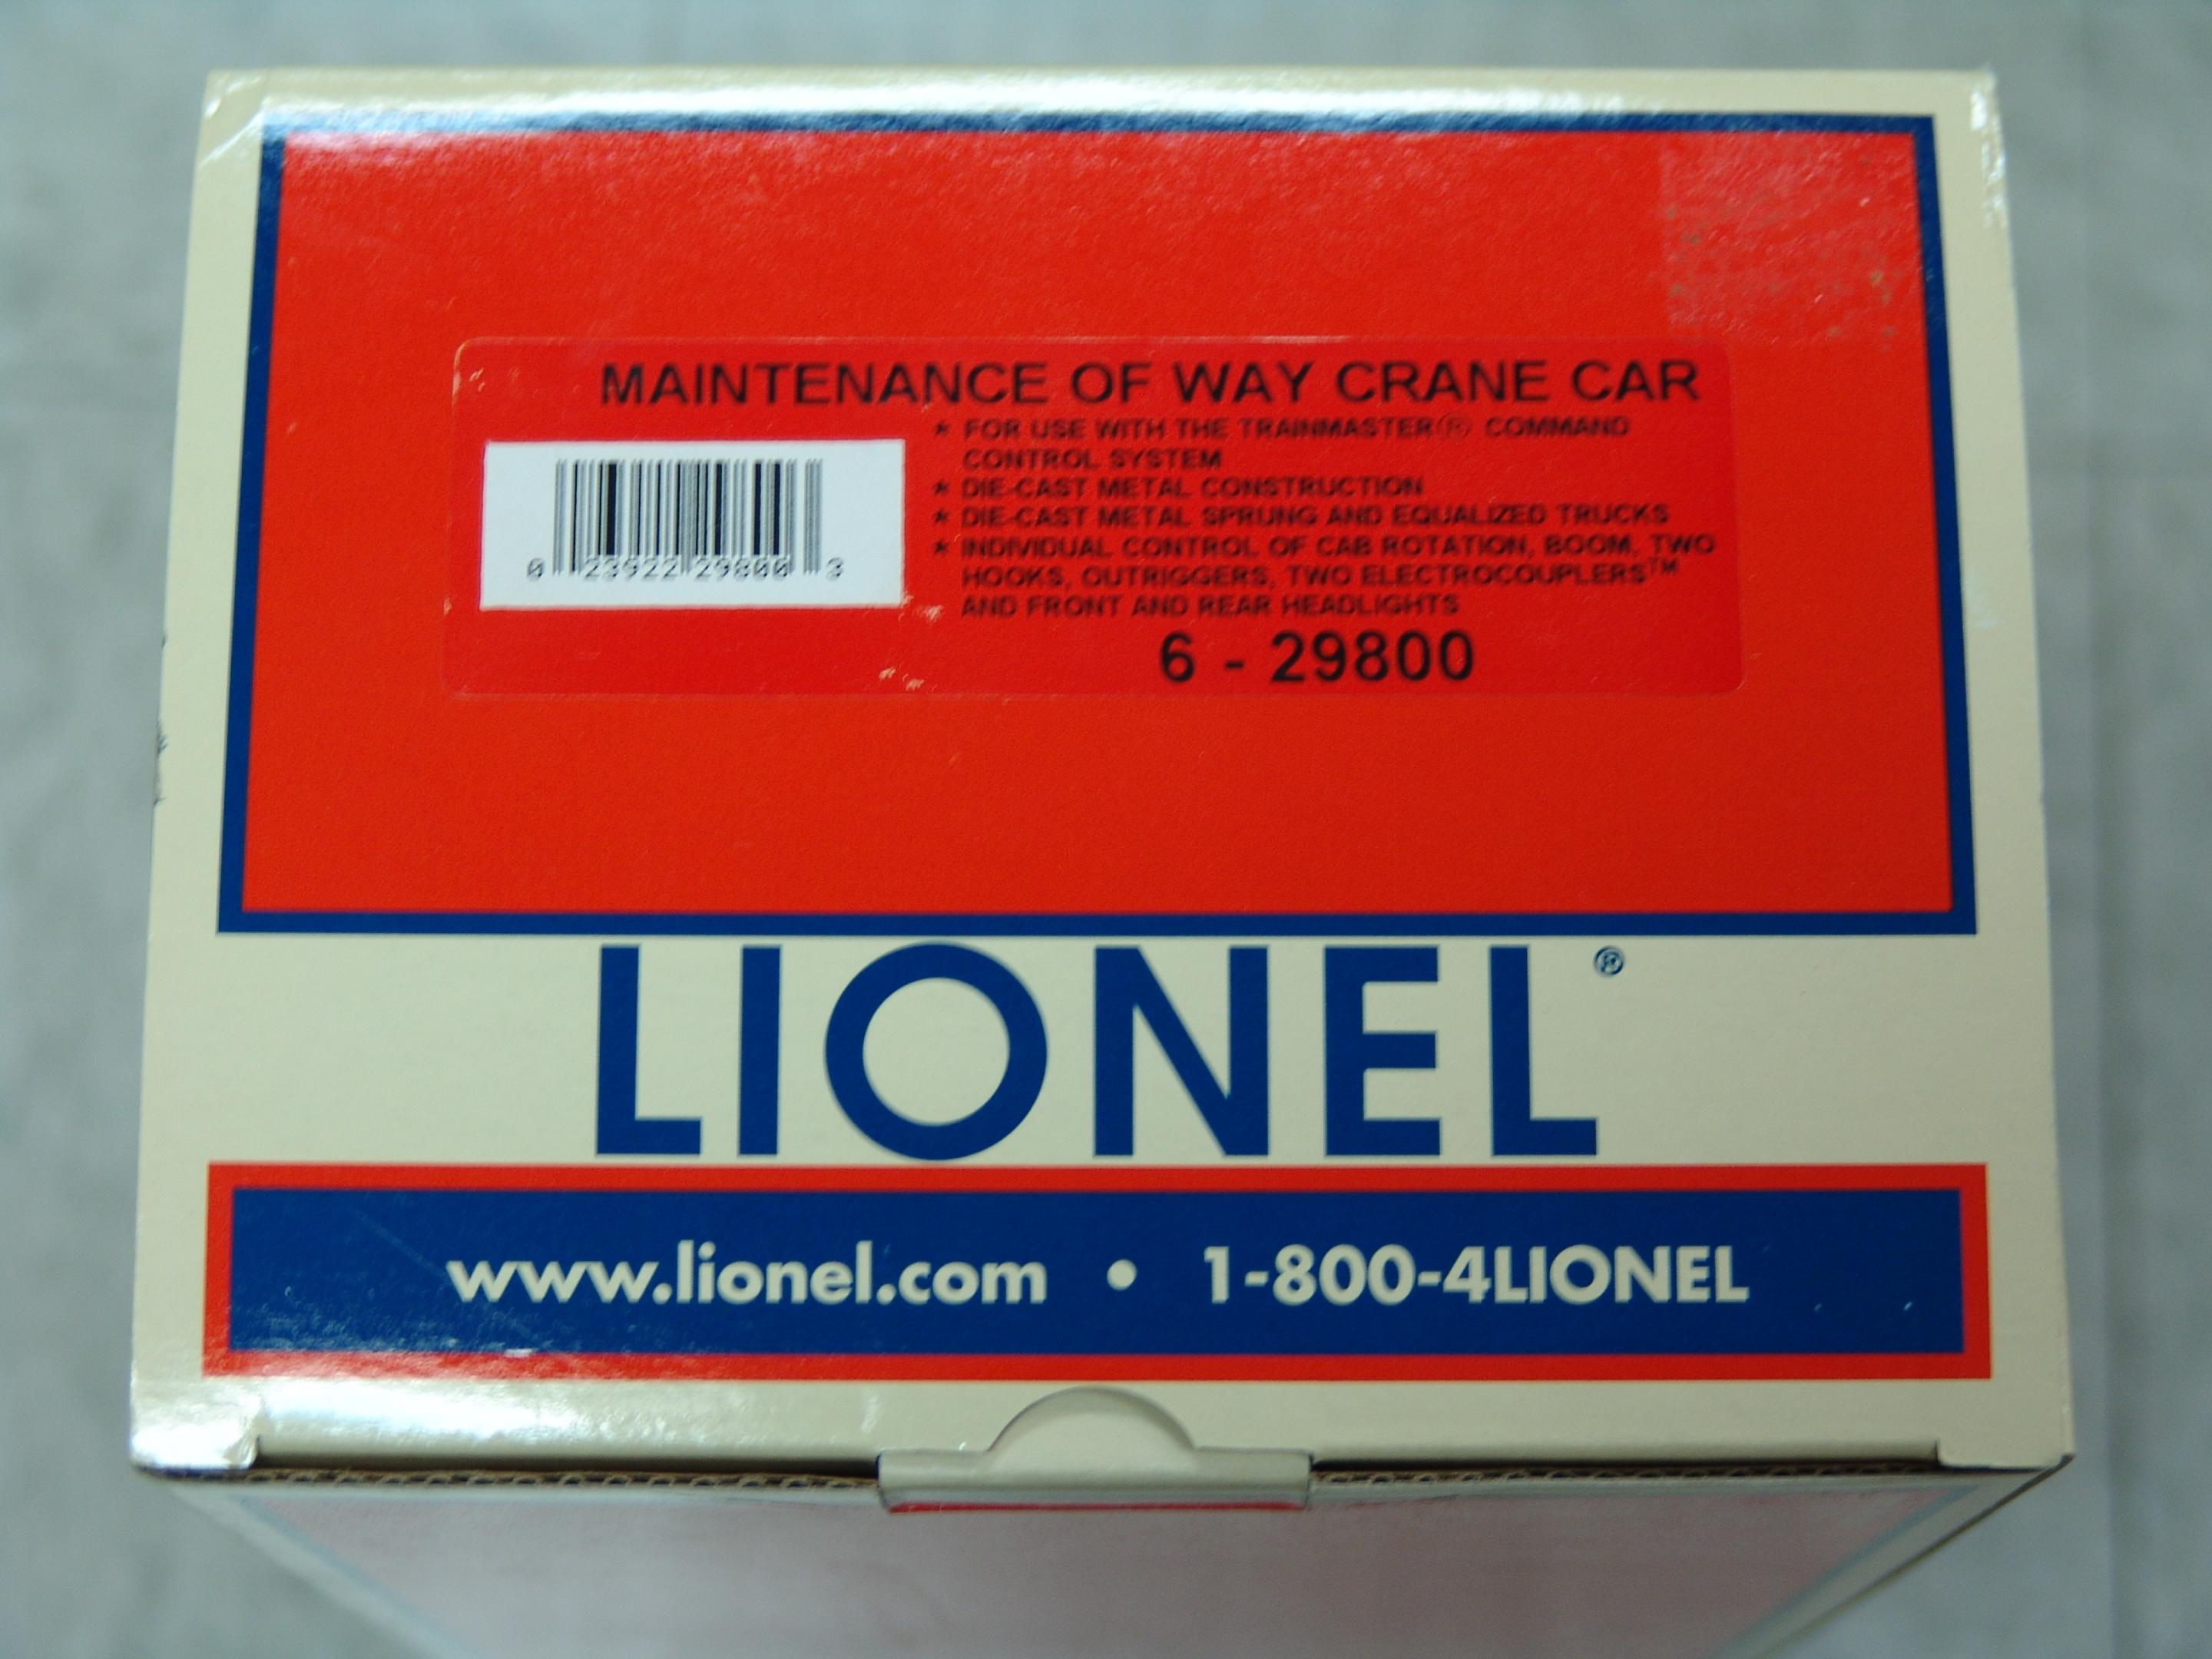 MAINTENANCE OF WAY CRANE CAR
* FOR USE WITH THE TRAINMASTER® COMMAND
CONTROL SYSTEM
* DIE-CAST METAL CONSTRUCTION
* DIE-CAST METAL SPRUNG AND EQUALIZED TRUCKS
* INDIVIDUAL CONTROL OF CAB ROTATION, BOOM, TWO
HOOKS, OUTRIGGERS, TWO ELECTROCOUPLERS™
AND FRONT AND REAR HEADLIGHTS
0 23922 29800 3
6 - 29800
LIONEL®
www.lionel.com • 1-800-4LIONEL